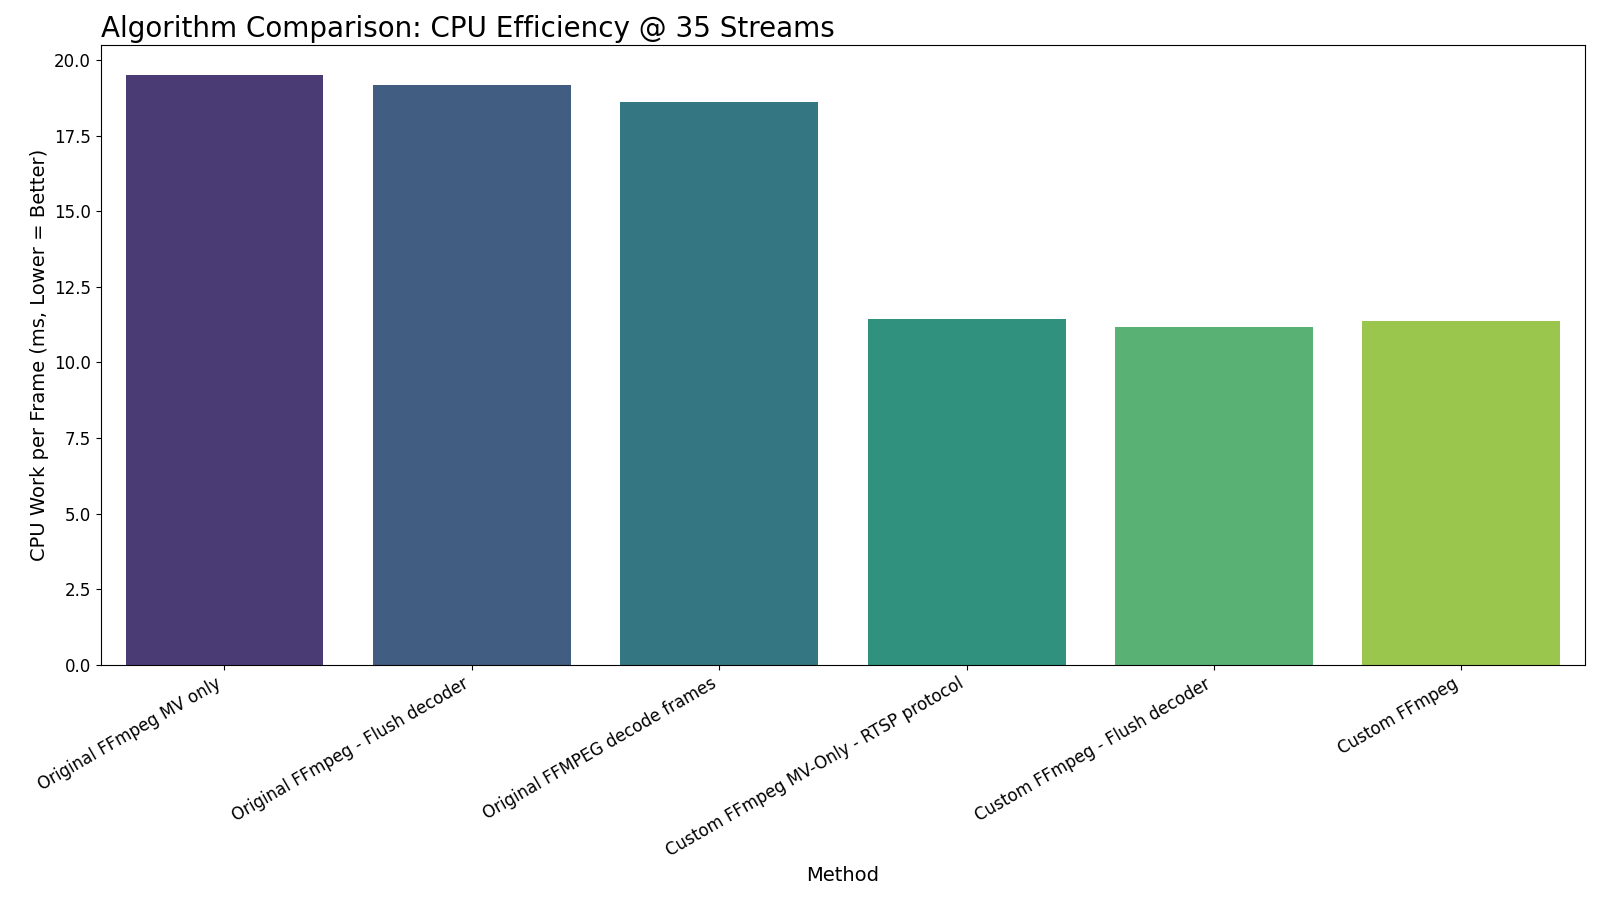 Algorithm Comparison: CPU Efficiency @ 35 Streams
CPU Work per Frame (ms, Lower = Better)
20.0
17.5
15.0
12.5
10.0
7.5
5.0
2.5
0.0
Original FFmpeg MV only
Original FFmpeg - Flush decoder
Original FFMPEG decode frames
Custom FFmpeg MV-Only - RTSP protocol
Custom FFmpeg - Flush decoder
Custom FFmpeg
Method